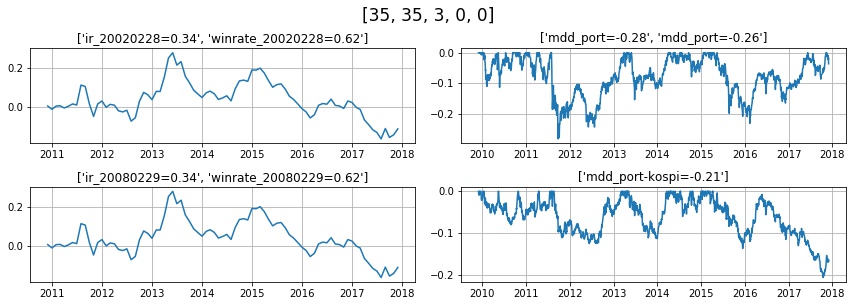 [35, 35, 3, 0, 0]
['ir_20020228=0.34', 'winrate_20020228=0.62']
0.2
0.0
2011 2012 2013 2014 2015 2016 2017 2018
['mdd_port=-0.28', 'mdd_port=-0.26']
0.0
−0.1
−0.2
2010 2011 2012 2013 2014 2015 2016 2017 2018
['ir_20080229=0.34', 'winrate_20080229=0.62']
0.2
0.0
2011 2012 2013 2014 2015 2016 2017 2018
['mdd_port-kospi=-0.21']
0.0
−0.1
−0.2
2010 2011 2012 2013 2014 2015 2016 2017 2018